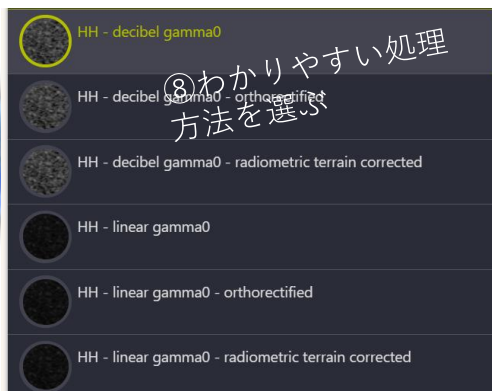 HH - decibel gamma0
⑧わかりやすい処理
方法を選ぶ
HH - decibel gamma0 - orthorectified
HH - decibel gamma0 - radiometric terrain corrected
HH - linear gamma0
HH - linear gamma0 - orthorectified
HH - linear gamma0 - radiometric terrain corrected